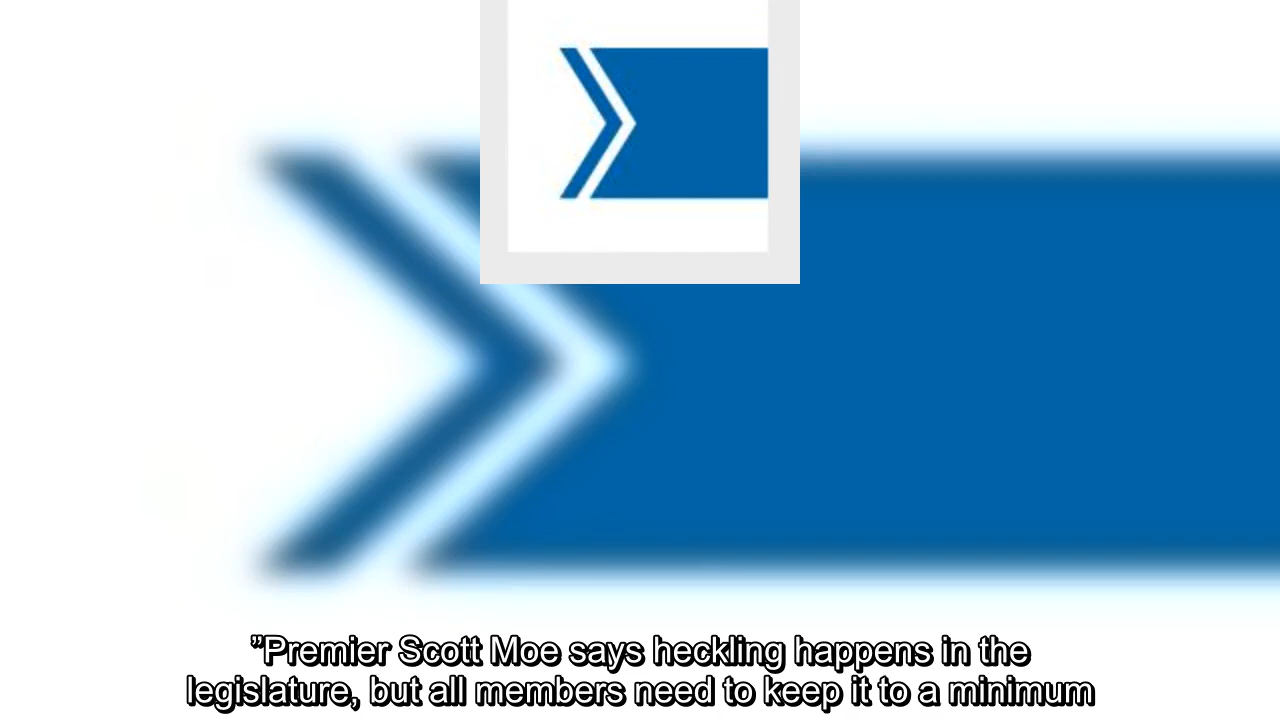 ”Premier Scott Moe says heckling happens in the
legislature, but all members need to keep it to a minimum